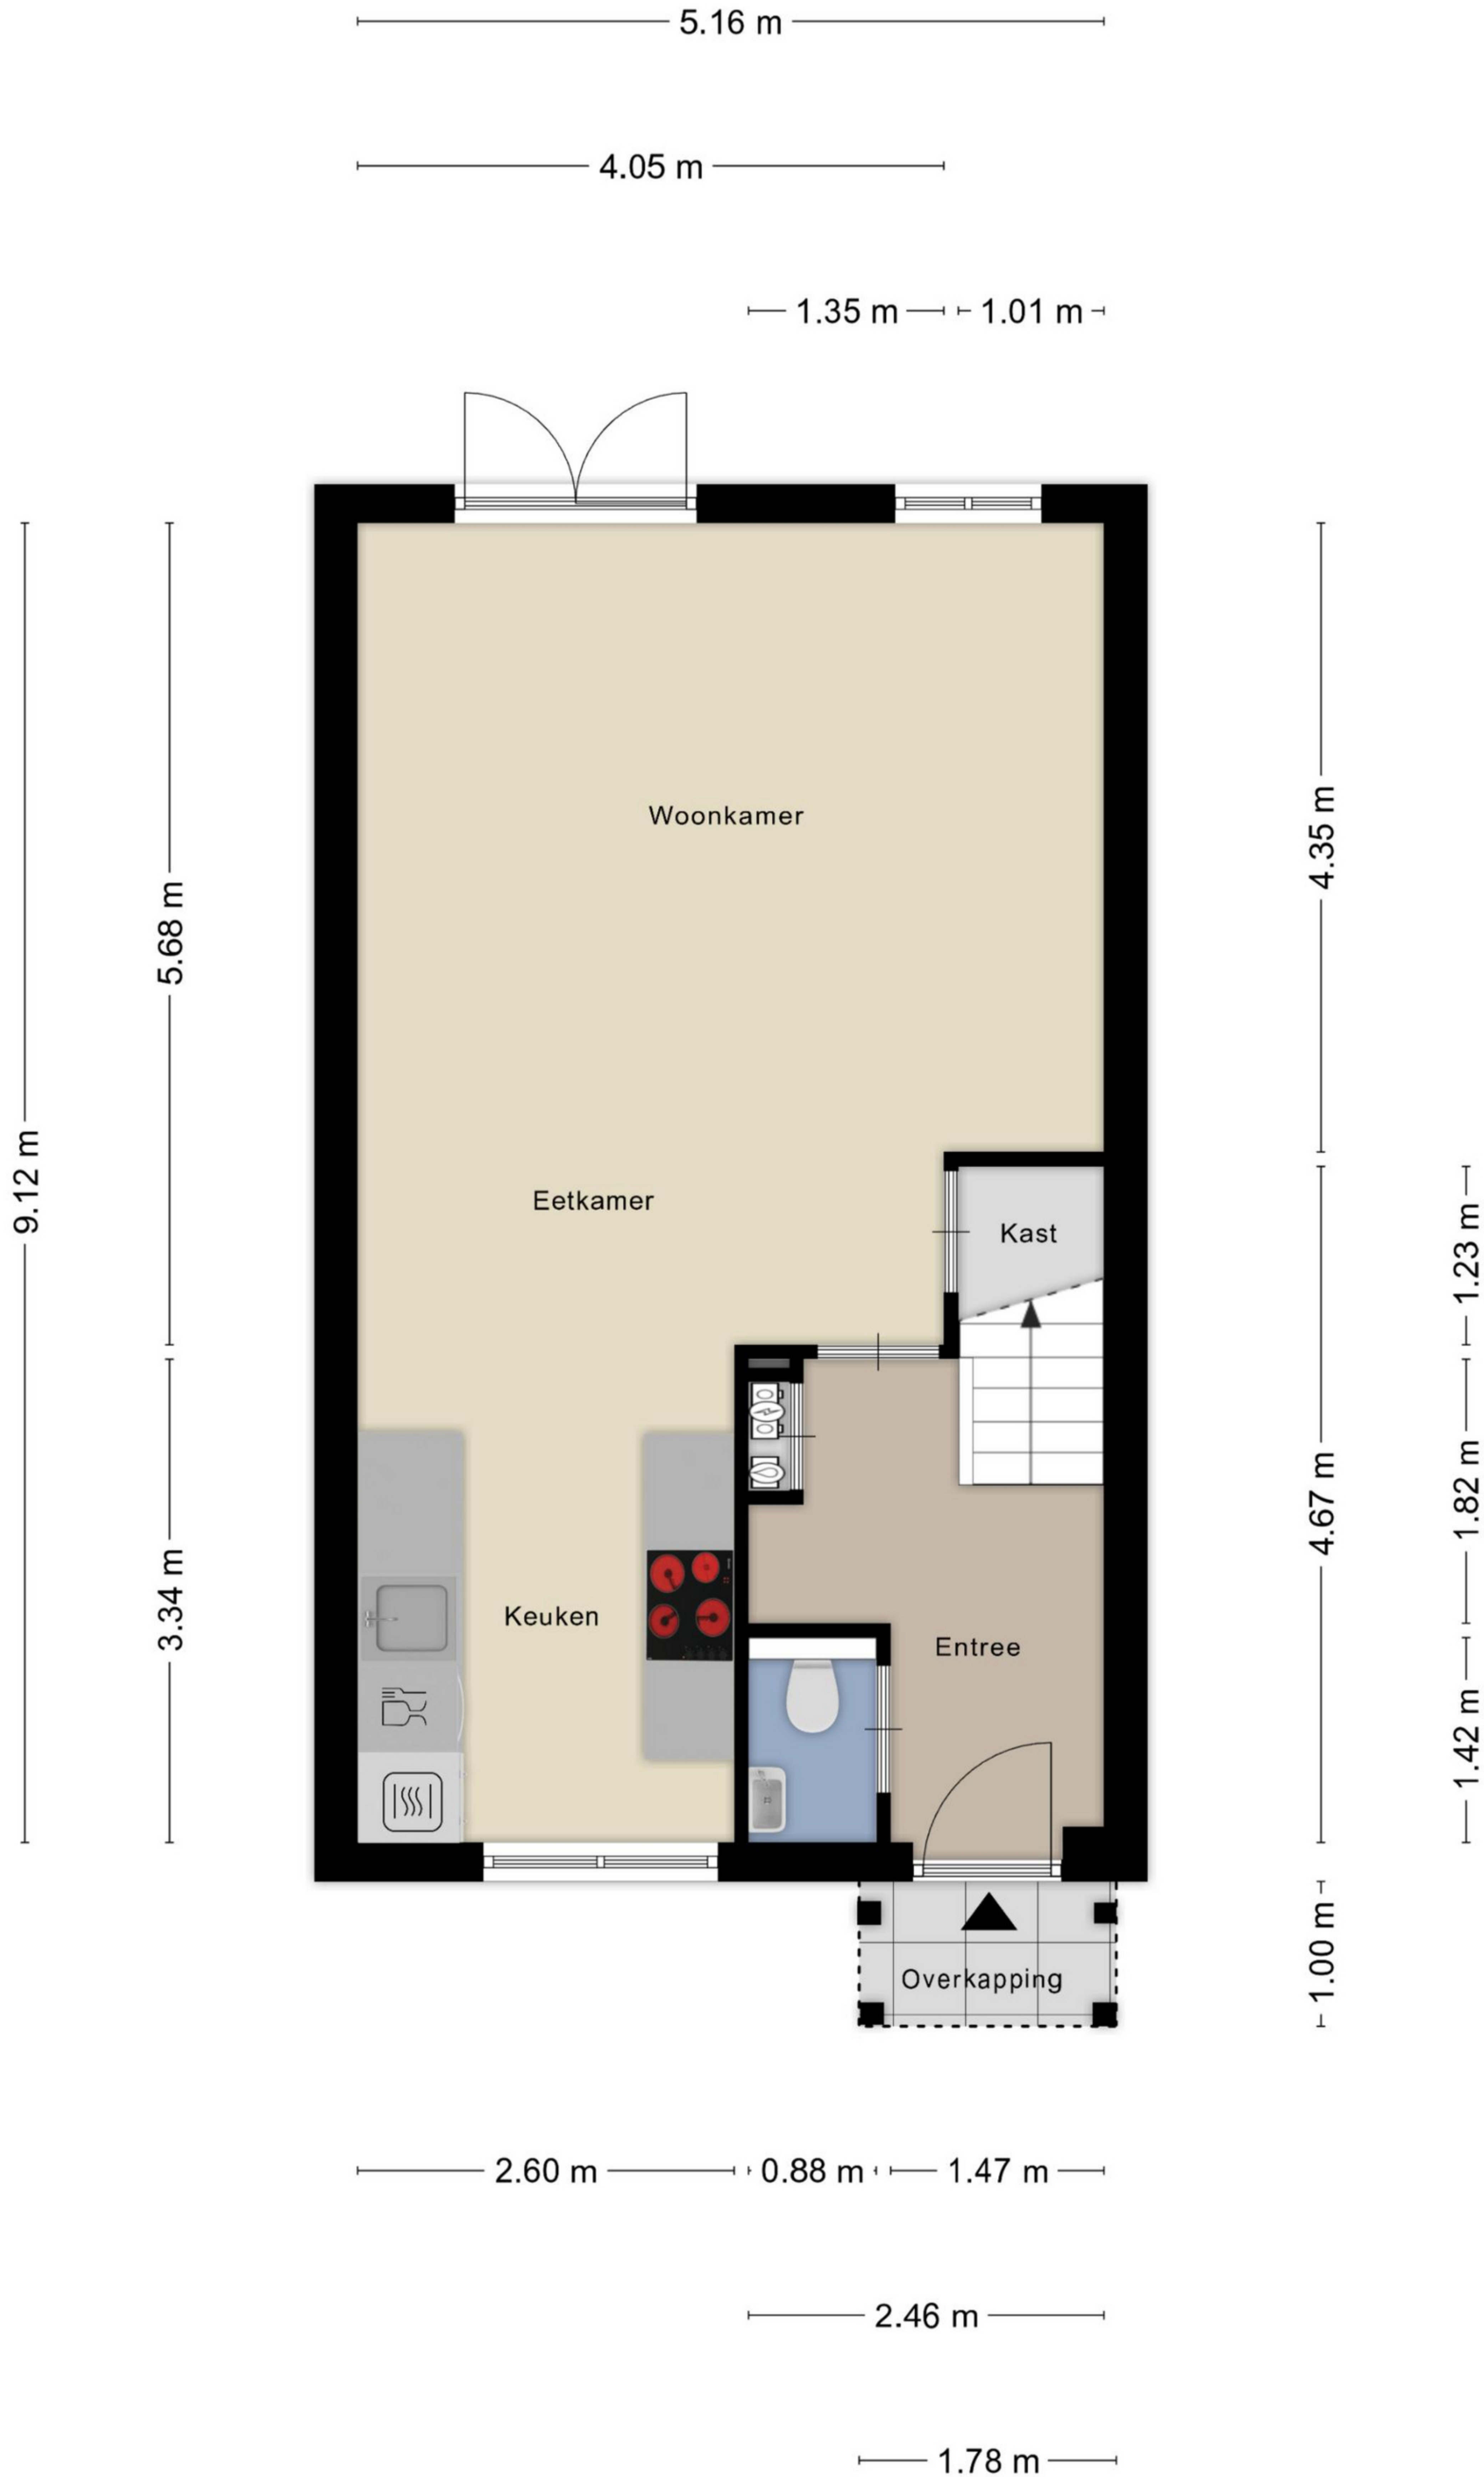 5.16 m
4.05 m
1.35 m
1.01 m
Woonkamer
4.35 m
5.68 m
9.12 m
Eetkamer
Kast
1.23 m
4.67 m
1.82 m
3.34 m
Keuken
Entree
1.42 m
1.00 m
Overkapping
2.60 m
0.88 m
1.47 m
2.46 m
1.78 m